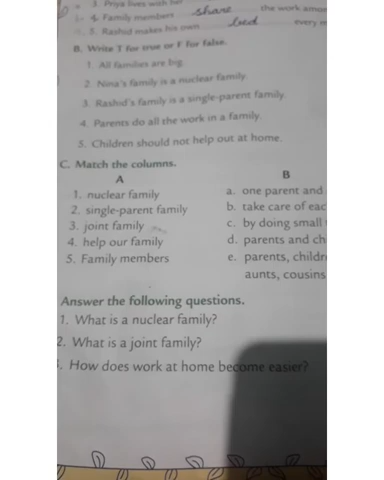 3. Priya lives with her
4. Family members share the work amon
5. Rashid makes his own bed every m
B. Write T for true or F for false.
1. All families are big.
2. Nina's family is a nuclear family.
3. Rashid's family is a single-parent family.
4. Parents do all the work in a family.
5. Children should not help out at home.
C. Match the columns.
A B
1. nuclear family a. one parent and
2. single-parent family b. take care of eac
3. joint family c. by doing small
4. help our family d. parents and ch
5. Family members e. parents, childre
aunts, cousins
Answer the following questions.
1. What is a nuclear family?
2. What is a joint family?
3. How does work at home become easier?